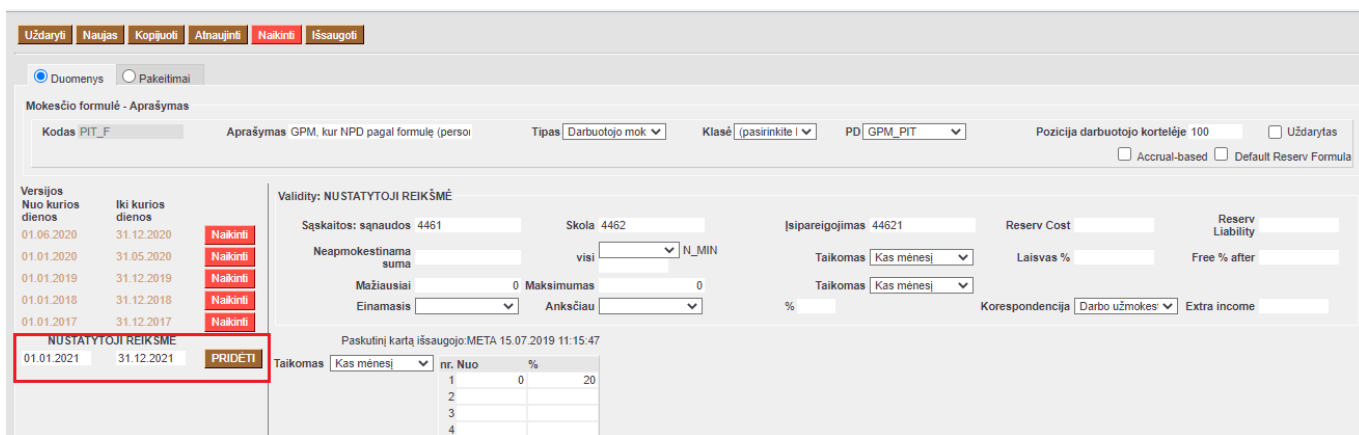 Uždaryti Naujas Kopijuoti Atnaujinti Naikinti Išsaugoti
Duomenys Pakeitimai
Mokesčio formulė - Aprašymas
Kodas PIT_F Aprašymas GPM, kur NPD pagal formulę (persor Tipas Darbuotojo mok Klasė (pasirinkite l PD GPM_PIT Pozicija darbuotojo kortelėje 100 Uždarytas
Accrual-based Default Reserv Formula
Versijos
Nuo kurios dienos Iki kurios dienos
01.06.2020 31.12.2020 Naikinti
01.01.2020 31.05.2020 Naikinti
01.01.2019 31.12.2019 Naikinti
01.01.2018 31.12.2018 Naikinti
01.01.2017 31.12.2017 Naikinti
NUSTATYTOJI REIKŠMĖ
01.01.2021 31.12.2021 PRIDĖTI
Validity: NUSTATYTOJI REIKŠMĖ
Sąskaitos: sąnaudos 4461 Skola 4462 Įsipareigojimas 44621 Reserv Cost Reserv Liability
Neapmokestinama suma visi N_MIN Taikomas Kas mėnesį Laisvas % Free % after
Mažiausiai 0 Maksimumas 0 Taikomas Kas mėnesį
Einamasis Anksčiau % Korespondencija Darbo užmokest Extra income
Paskutinį kartą išsaugojo:META 15.07.2019 11:15:47
Taikomas Kas mėnesį nr. Nuo %
1 0 20
2
3
4